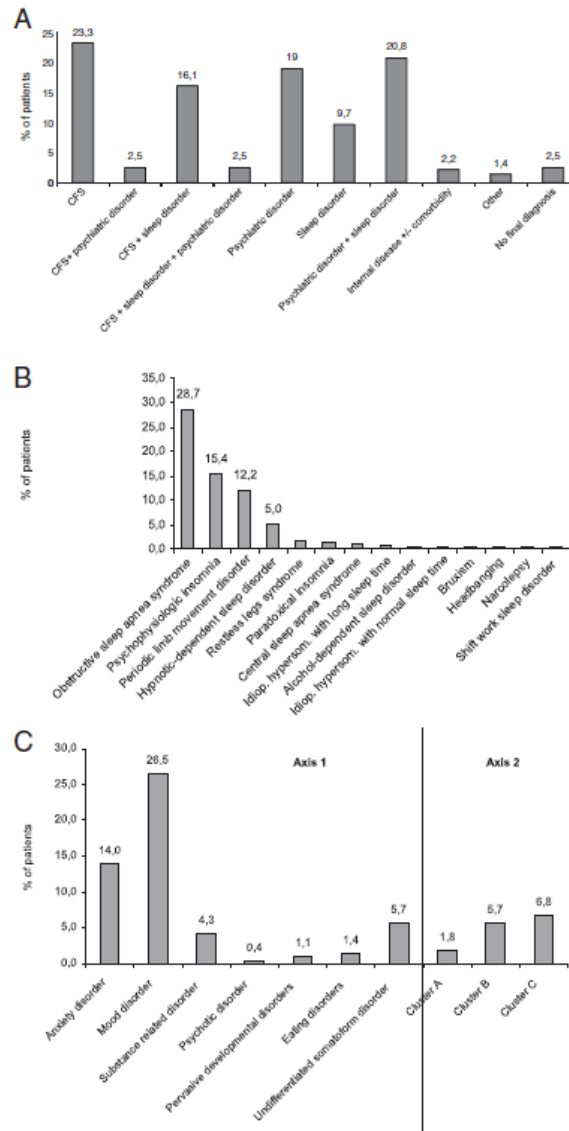 A
% of patients
25
20
15
10
5
0
23,3
2,5
16,1
2,5
19
9,7
20,8
2,2
1,4
2,5
CFS
CFS+ psychiatric disorder
CFS + sleep disorder
CFS + sleep disorder + psychiatric disorder
Psychiatric disorder
Sleep disorder
Psychiatric disorder + sleep disorder
Internal disease +/- comorbidity
Other
No final diagnosis
B
% of patients
35,0
30,0
25,0
20,0
15,0
10,0
5,0
0,0
28,7
15,4
12,2
5,0
Obstructive sleep apnea syndrome
Psychophysiologic insomnia
Periodic limb movement disorder
Hypnotic-dependent sleep disorder
Restless legs syndrome
Paradoxical insomnia
Central sleep apnea syndrome
Idiop. hypersom. with long sleep time
Alcohol-dependent sleep disorder
Idiop. hypersom. with normal sleep time
Bruxism
Headbanging
Narcolepsy
Shift work sleep disorder
C
% of patients
30,0
25,0
20,0
15,0
10,0
5,0
0,0
Axis 1
Axis 2
14,0
26,5
4,3
0,4
1,1
1,4
5,7
1,8
5,7
6,8
Anxiety disorder
Mood disorder
Substance related disorder
Psychotic disorder
Pervasive developmental disorders
Eating disorders
Undifferentiated somatoform disorder
Cluster A
Cluster B
Cluster C